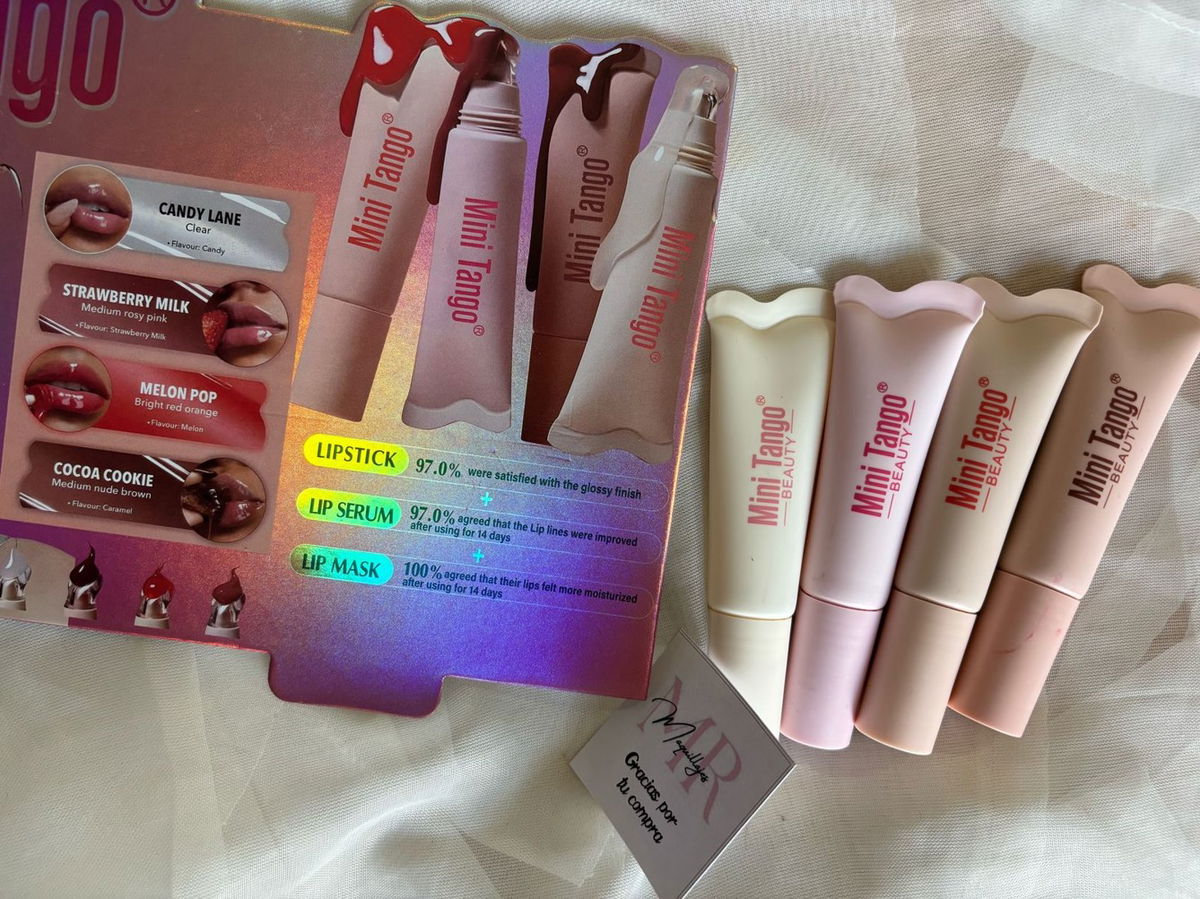 ngo®
CANDY LANE
Clear
• Flavour: Candy
STRAWBERRY MILK
Medium rosy pink
• Flavour: Strawberry Milk
MELON POP
Bright red orange
• Flavour: Melon
COCOA COOKIE
Medium nude brown
• Flavour: Caramel
Mini Tango®
Mini Tango®
Mini Tango®
Mini Tango®
LIPSTICK 97.0% were satisfied with the glossy finish
+
LIP SERUM 97.0% agreed that the Lip lines were improved
after using for 14 days
+
LIP MASK 100% agreed that their lips felt more moisturized
after using for 14 days
Mini Tango®
BEAUTY
Mini Tango®
BEAUTY
Mini Tango®
BEAUTY
Mini Tango®
BEAUTY
MR
Maquillajes
Gracias por
tu compra